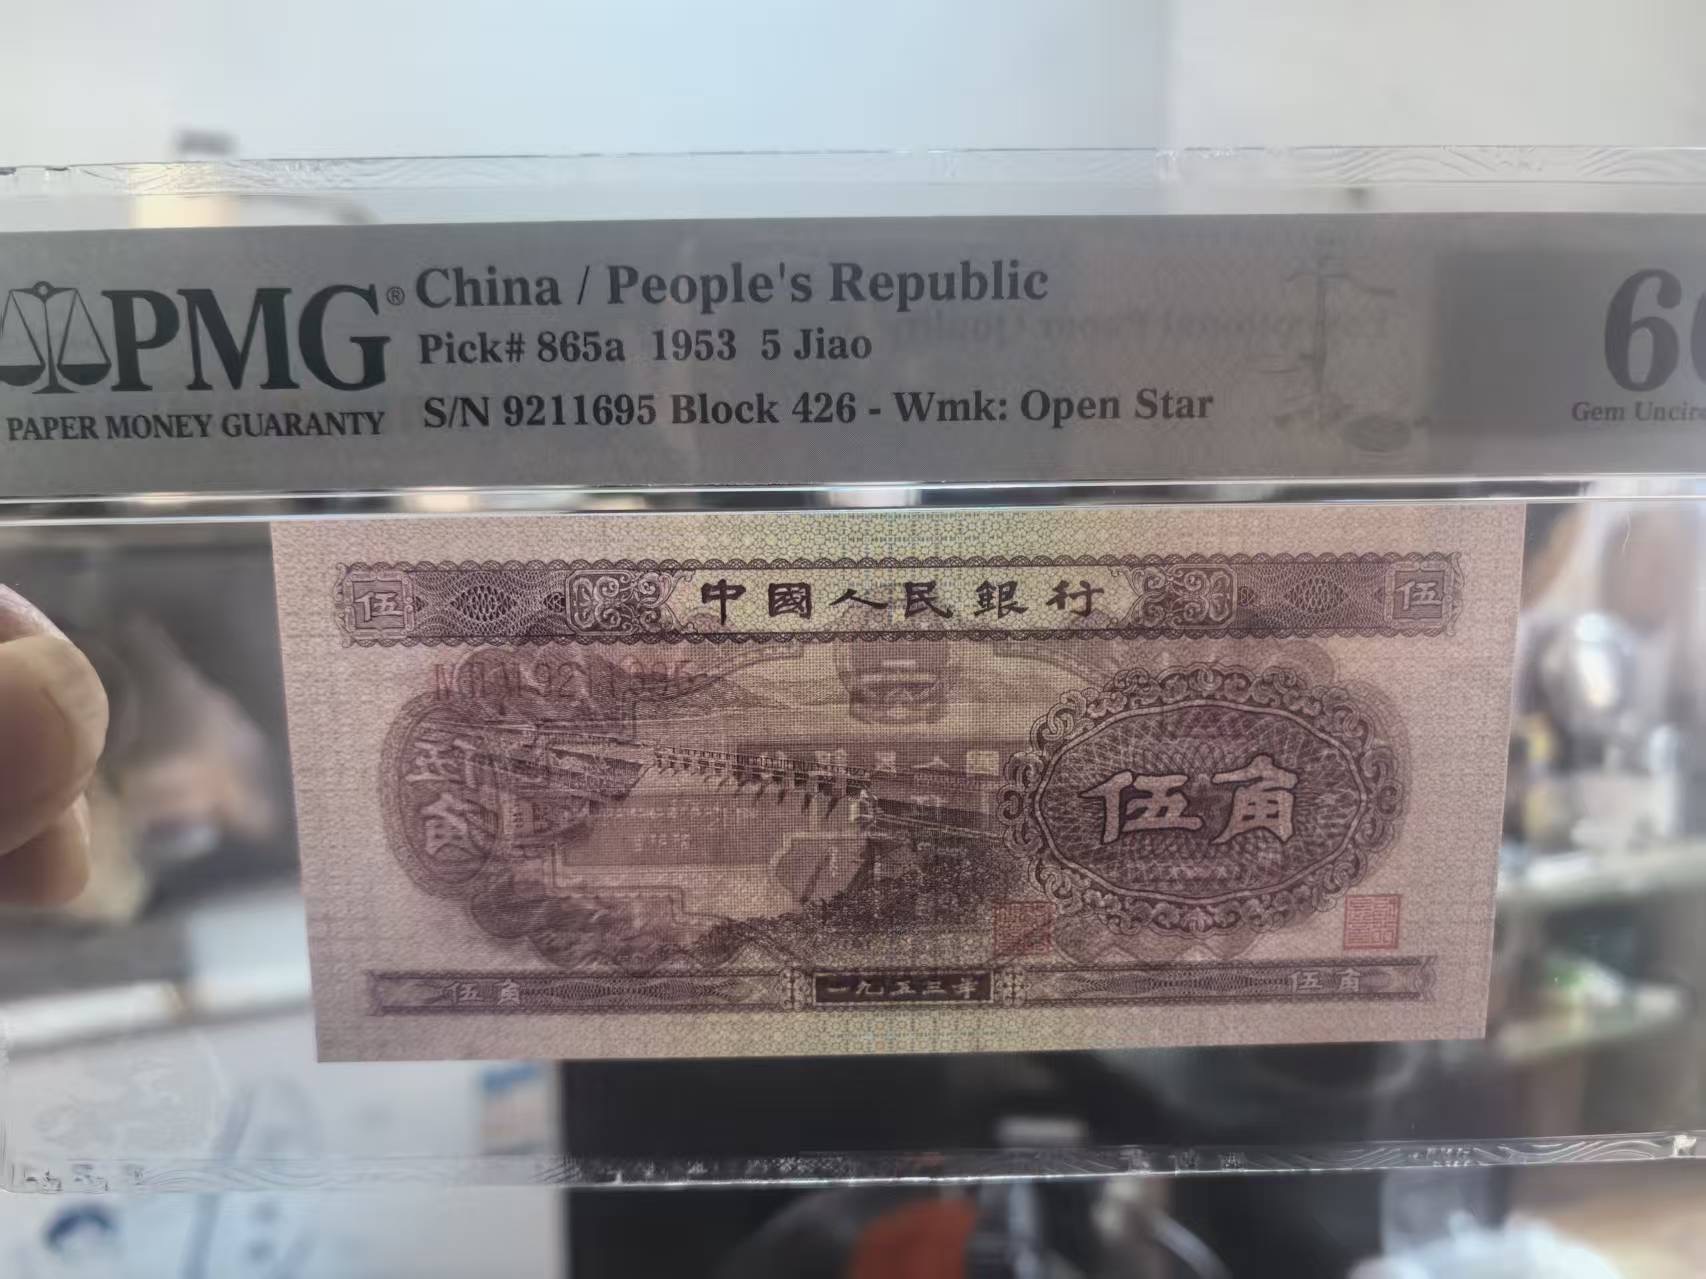 PMG® China / People's Republic
Pick# 865a 1953 5 Jiao
PAPER MONEY GUARANTY S/N 9211695 Block 426 - Wmk: Open Star
Gem
伍 中國人民銀行 伍
伍角
伍角 一九五三年 伍角